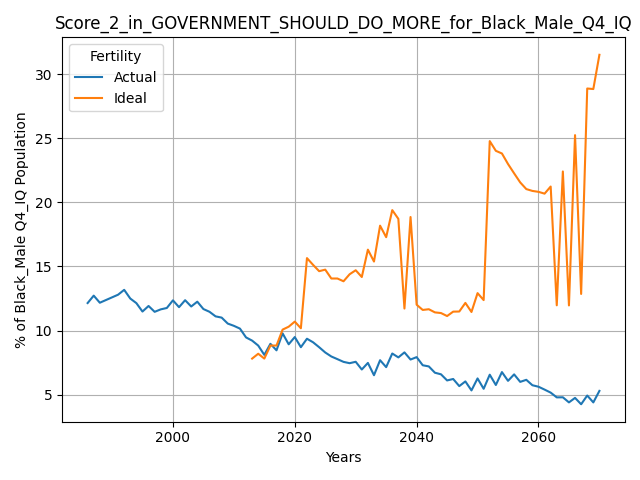 Score_2_in_GOVERNMENT_SHOULD_DO_MORE_for_Black_Male_Q4_IQ
Fertility
Actual
Ideal
% of Black_Male Q4_IQ Population
30
25
20
15
10
5
2000
2020
2040
2060
Years